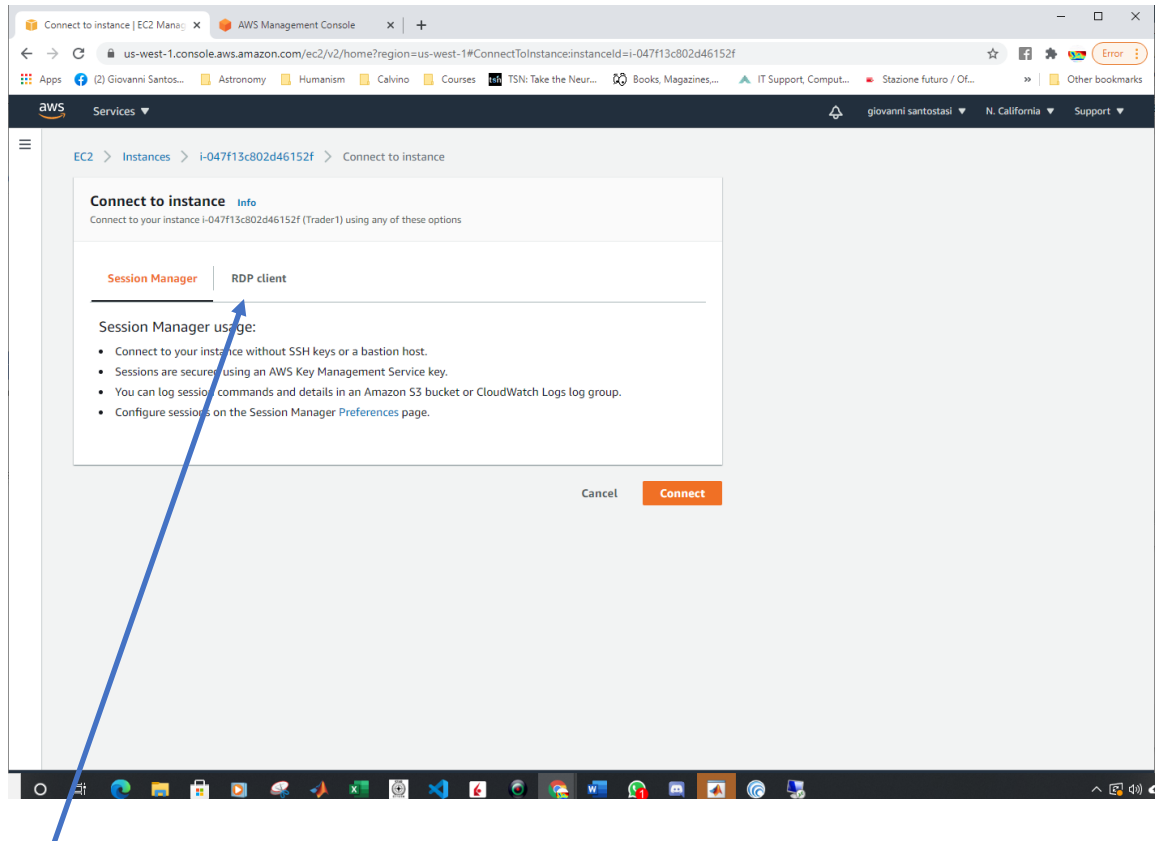 Connect to instance | EC2 Manag
AWS Management Console
us-west-1.console.aws.amazon.com/ec2/v2/home?region=us-west-1#ConnectToInstance:instanceId=i-047f13c802d46152f
Error
Apps (2) Giovanni Santos... Astronomy Humanism Calvino Courses tsn TSN: Take the Neur... Books, Magazines,... IT Support, Comput... Stazione futuro / Of... » Other bookmarks
aws Services ▼ giovanni santostasi ▼ N. California ▼ Support ▼
EC2 > Instances > i-047f13c802d46152f > Connect to instance
Connect to instance Info
Connect to your instance i-047f13c802d46152f (Trader1) using any of these options
Session Manager RDP client
Session Manager usage:
• Connect to your instance without SSH keys or a bastion host.
• Sessions are secured using an AWS Key Management Service key.
• You can log session commands and details in an Amazon S3 bucket or CloudWatch Logs log group.
• Configure sessions on the Session Manager Preferences page.
Cancel Connect